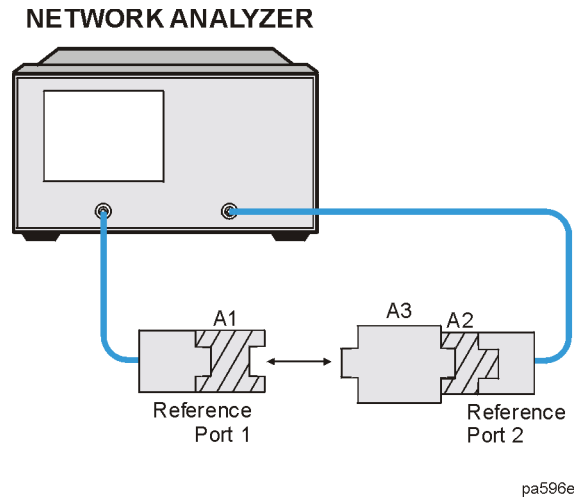 NETWORK ANALYZER
A1
A3
A2
Reference
Port 1
Reference
Port 2
pa596e